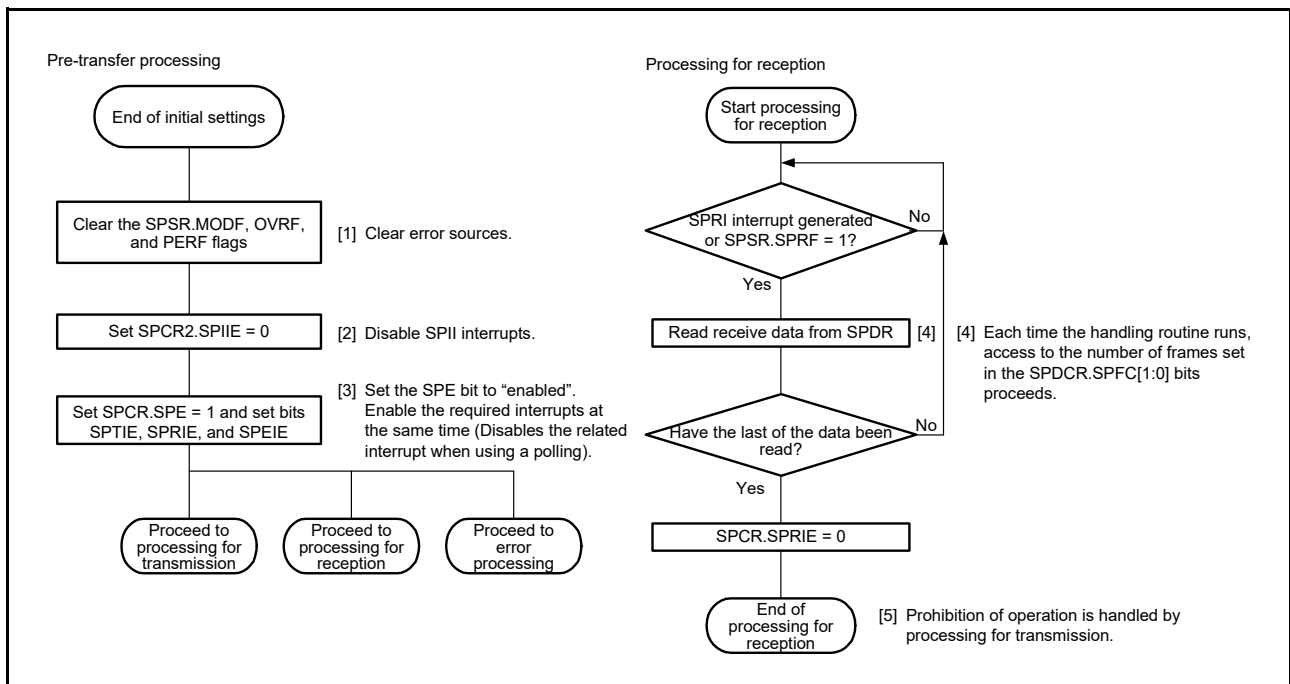 Pre-transfer processing
End of initial settings
Clear the SPSR.MODF, OVRF,
and PERF flags
[1] Clear error sources.
Set SPCR2.SPIIE = 0
[2] Disable SPII interrupts.
Set SPCR.SPE = 1 and set bits
SPTIE, SPRIE, and SPEIE
[3] Set the SPE bit to “enabled”.
Enable the required interrupts at
the same time (Disables the related
interrupt when using a polling).
Proceed to
processing for
transmission
Proceed to
processing for
reception
Proceed to
error
processing
Processing for reception
Start processing
for reception
SPRI interrupt generated
or SPSR.SPRF = 1?
No
Yes
Read receive data from SPDR
[4]
[4] Each time the handling routine runs,
access to the number of frames set
in the SPDCR.SPFC[1:0] bits
proceeds.
Have the last of the data been
read?
No
Yes
SPCR.SPRIE = 0
End of
processing for
reception
[5] Prohibition of operation is handled by
processing for transmission.